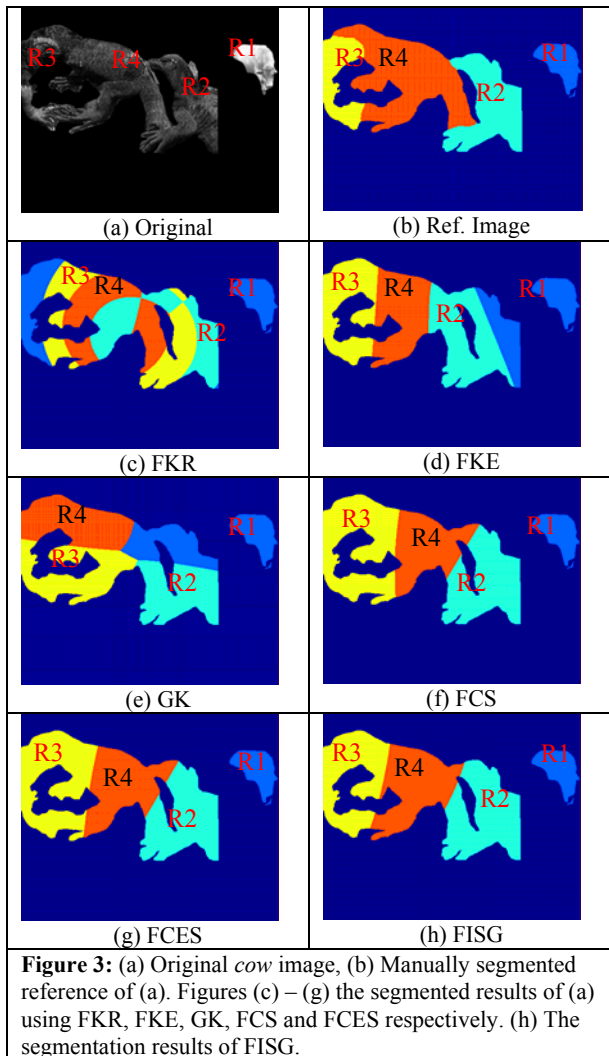 R3 R4 R1
R2
(a) Original
R3 R4 R1
R2
(b) Ref. Image
R3 R4 R1
R2
(c) FKR
R3 R4 R1
R2
(d) FKE
R4 R1
R3
R2
(e) GK
R3 R4 R1
R2
(f) FCS
R3 R4 R1
R2
(g) FCES
R3 R4 R1
R2
(h) FISG
Figure 3: (a) Original cow image, (b) Manually segmented
reference of (a). Figures (c) – (g) the segmented results of (a)
using FKR, FKE, GK, FCS and FCES respectively. (h) The
segmentation results of FISG.